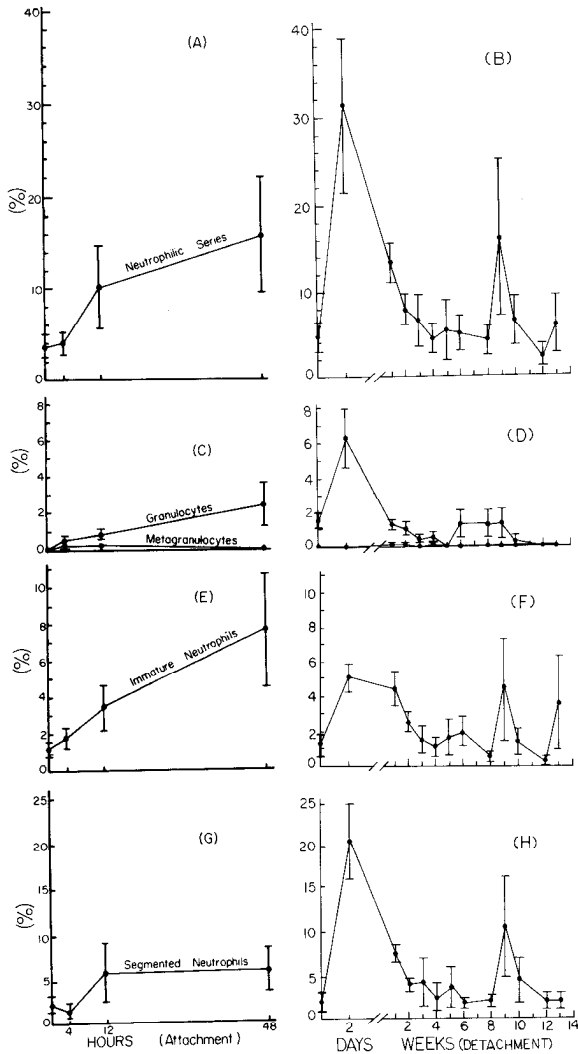 (A)
(%)
40
30
20
10
0
Neutrophilic Series
(B)
40
30
20
10
0
(C)
(%)
8
6
4
2
0
Granulocytes
Metagranulocytes
(D)
8
6
4
2
0
(E)
(%)
10
8
6
4
2
0
Immature Neutrophils
(F)
10
8
6
4
2
0
(G)
(%)
25
20
15
10
5
0
Segmented Neutrophils
4 12 48
HOURS (Attachment)
(H)
25
20
15
10
5
0
2 2 4 6 8 10 12 14
DAYS WEEKS (DETACHMENT)